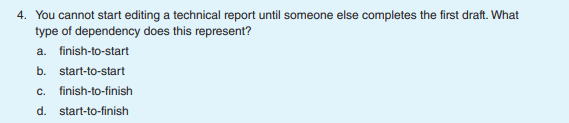 4. You cannot start editing a technical report until someone else completes the first draft. What
type of dependency does this represent?
a. finish-to-start
b. start-to-start
c. finish-to-finish
d. start-to-finish